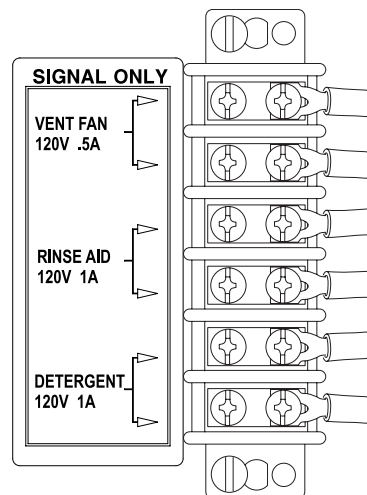 SIGNAL ONLY
VENT FAN
120V .5A
RINSE AID
120V 1A
DETERGENT
120V 1A